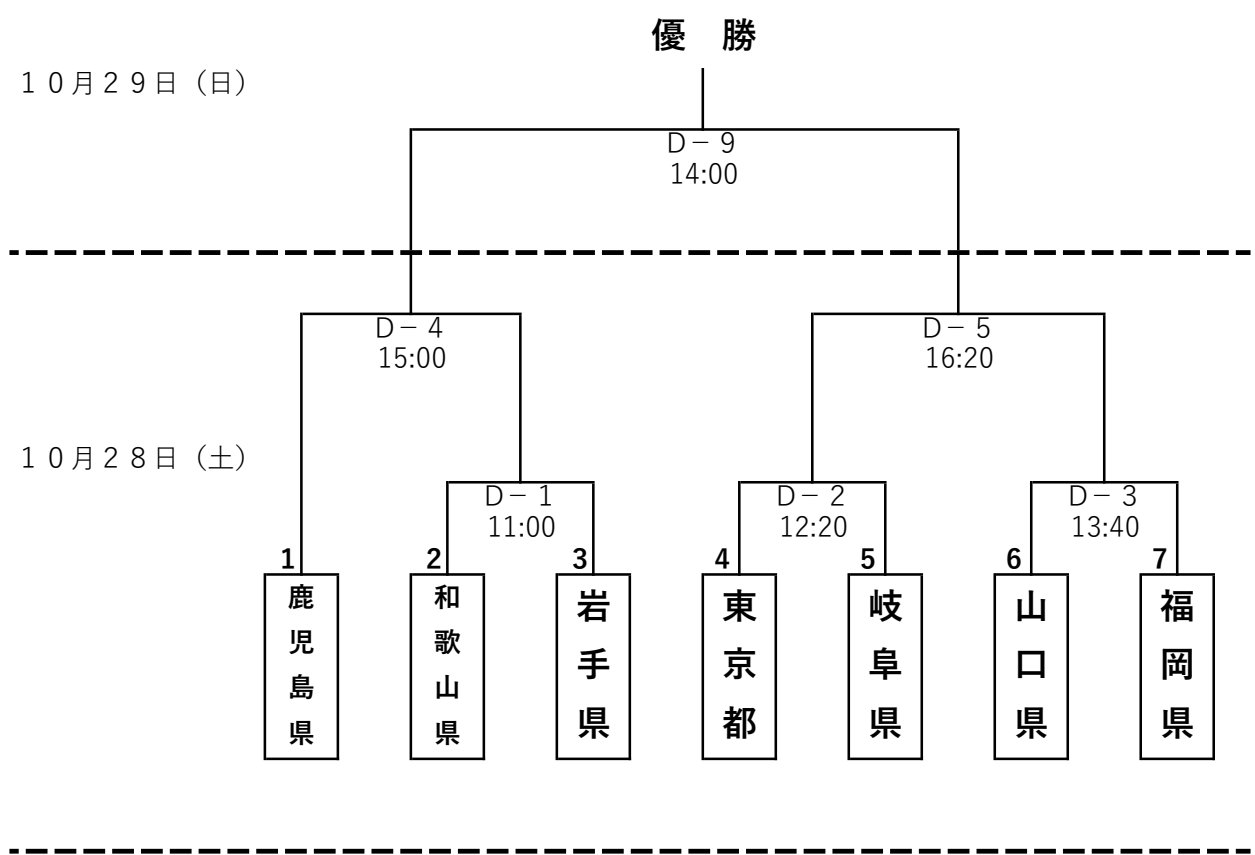 優　勝
１０月２９日（日）
Ｄ－９
14:00
Ｄ－４
15:00
Ｄ－５
16:20
１０月２８日（土）
Ｄ－１
11:00
Ｄ－２
12:20
Ｄ－３
13:40
1
2
3
4
5
6
7
鹿児島県
和歌山県
岩手県
東京都
岐阜県
山口県
福岡県